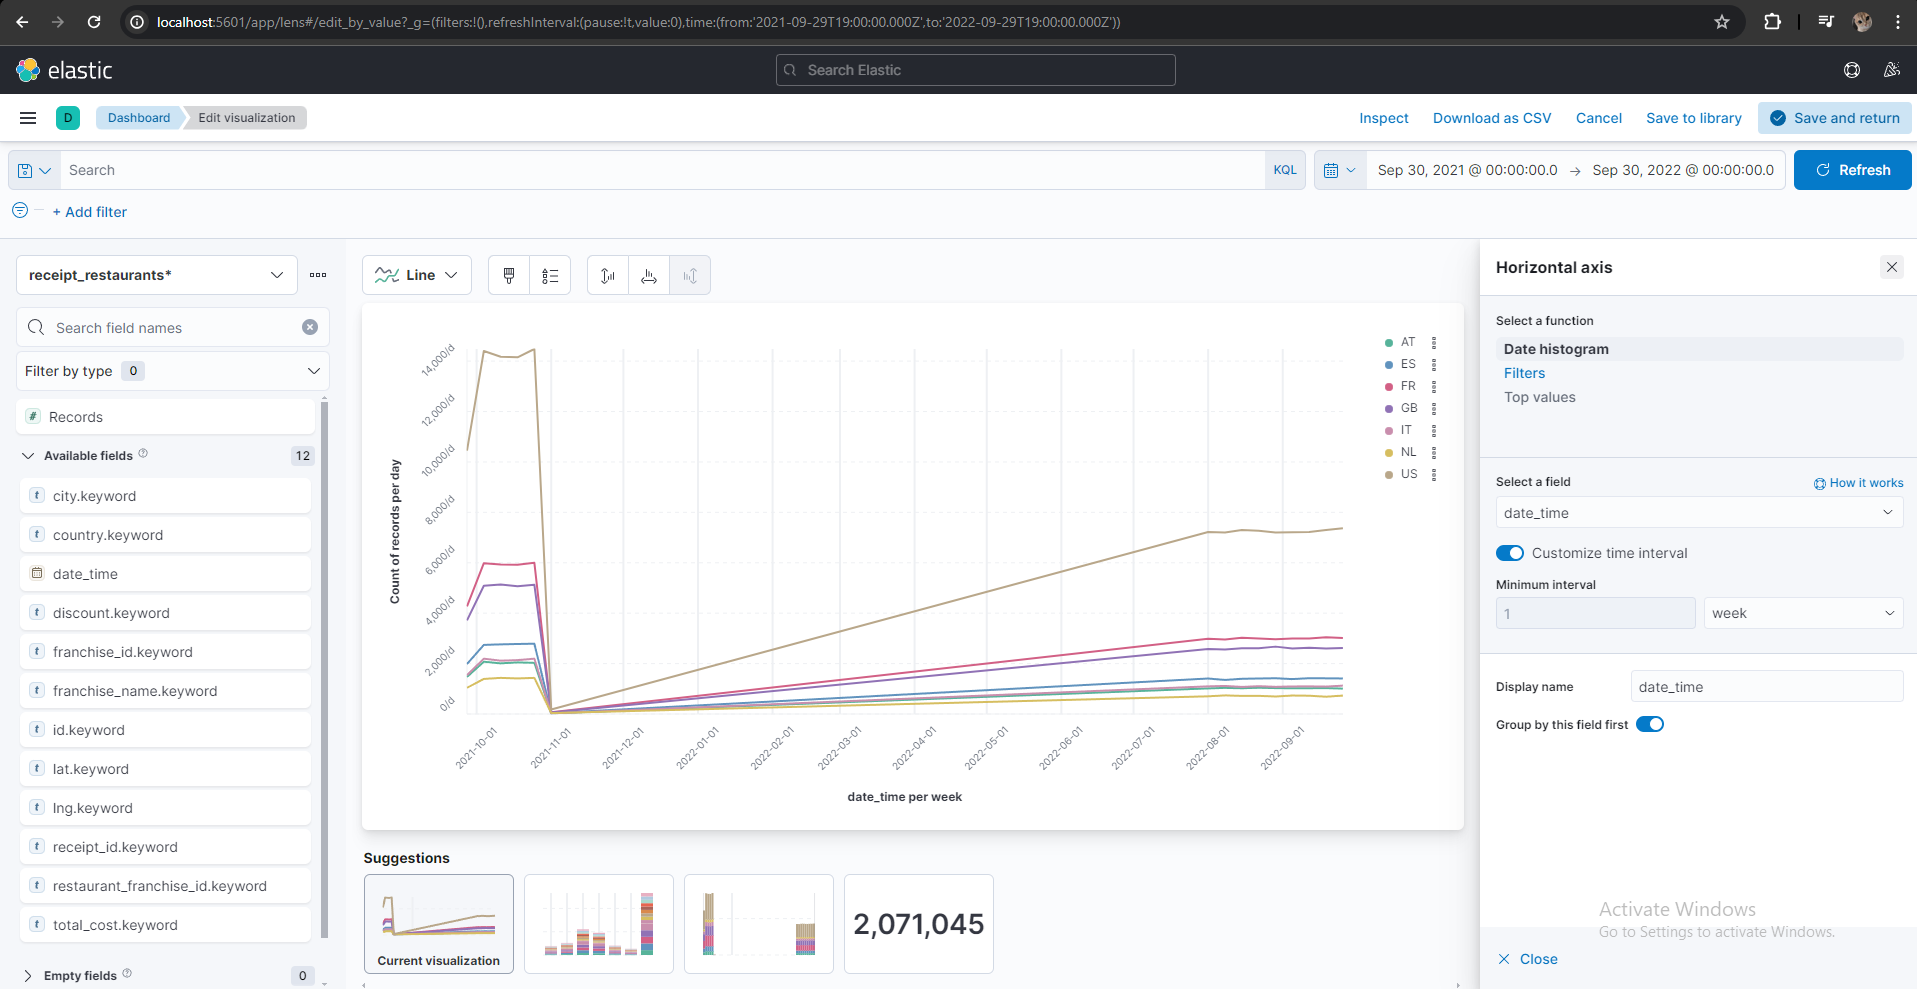 localhost:5601/app/lens#/edit_by_value?_g=(filters:!(),refreshInterval:(pause:!t,value:0),time:(from:'2021-09-29T19:00:00.000Z',to:'2022-09-29T19:00:00.000Z'))
elastic
Search Elastic
D
Dashboard
Edit visualization
Inspect
Download as CSV
Cancel
Save to library
Save and return
Search
KQL
Sep 30, 2021 @ 00:00:00.0 → Sep 30, 2022 @ 00:00:00.0
Refresh
+ Add filter
receipt_restaurants*
Search field names
Filter by type 0
# Records
Available fields 12
t city.keyword
t country.keyword
date_time
t discount.keyword
t franchise_id.keyword
t franchise_name.keyword
t id.keyword
t lat.keyword
t lng.keyword
t receipt_id.keyword
t restaurant_franchise_id.keyword
t total_cost.keyword
Empty fields 0
Line
Count of records per day
14,000/d
12,000/d
10,000/d
8,000/d
6,000/d
4,000/d
2,000/d
0/d
2021-10-01
2021-11-01
2021-12-01
2022-01-01
2022-02-01
2022-03-01
2022-04-01
2022-05-01
2022-06-01
2022-07-01
2022-08-01
2022-09-01
date_time per week
AT
ES
FR
GB
IT
NL
US
Suggestions
Current visualization
2,071,045
Horizontal axis
Select a function
Date histogram
Filters
Top values
Select a field
How it works
date_time
Customize time interval
Minimum interval
1
week
Display name
date_time
Group by this field first
Activate Windows
Go to Settings to activate Windows.
Close